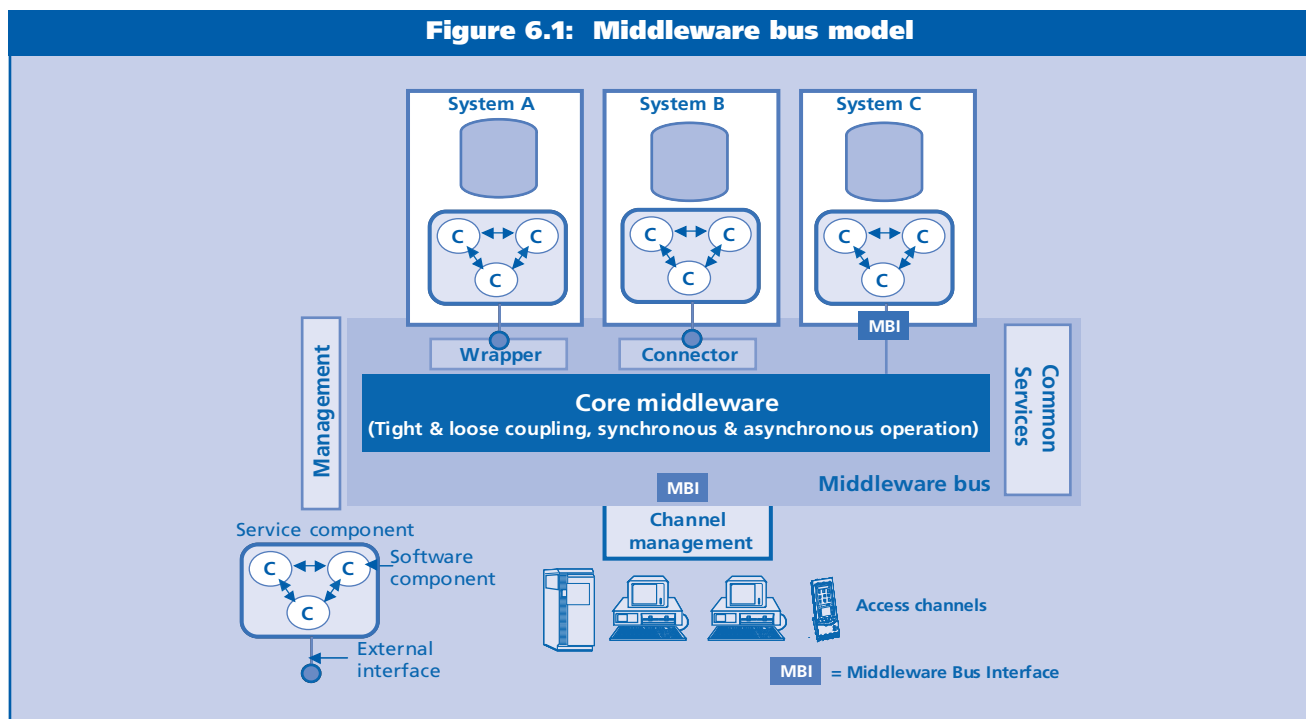 Figure 6.1: Middleware bus model
System A
System B
System C
C
C
C
C
C
C
C
C
C
MBI
Wrapper
Connector
Management
Core middleware
(Tight & loose coupling, synchronous & asynchronous operation)
Common
Services
Middleware bus
MBI
Channel
management
Service component
C
C
C
Software
component
External
interface
Access channels
MBI = Middleware Bus Interface